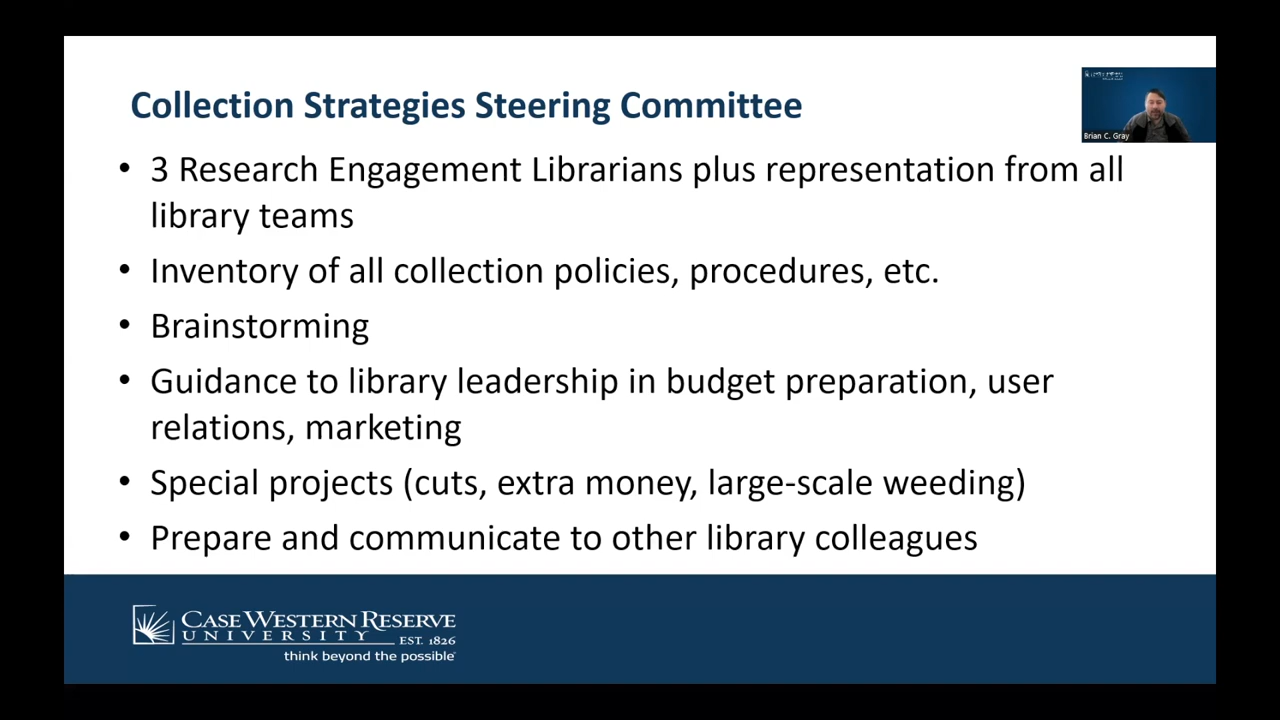 Collection Strategies Steering Committee
• 3 Research Engagement Librarians plus representation from all
library teams
• Inventory of all collection policies, procedures, etc.
• Brainstorming
• Guidance to library leadership in budget preparation, user
relations, marketing
• Special projects (cuts, extra money, large-scale weeding)
• Prepare and communicate to other library colleagues
Brian C. Gray
CASE WESTERN RESERVE
UNIVERSITY EST. 1826
think beyond the possible®